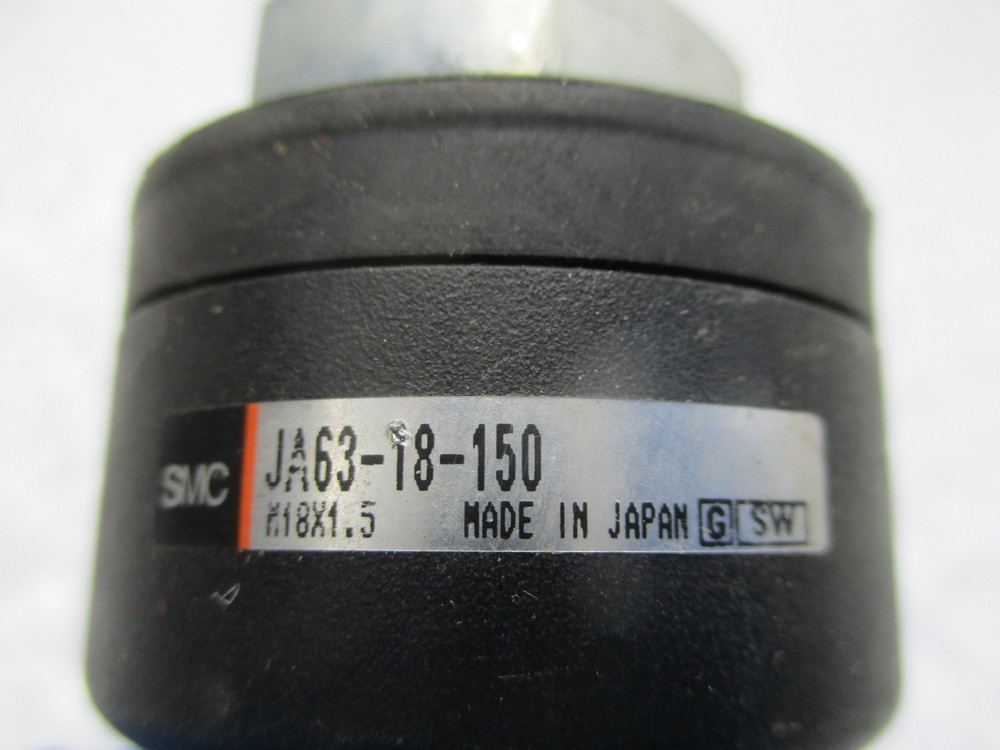 SMC
JA63-18-150
M18X1.5 MADE IN JAPAN G SW